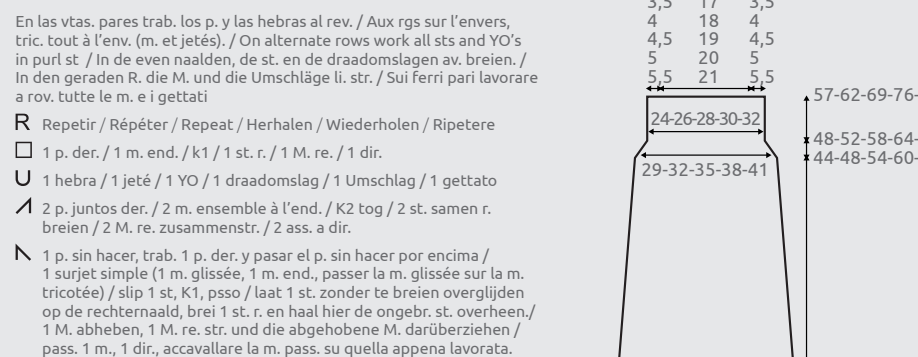 En las vtas. pares trab. los p. y las hebras al rev. / Aux rgs sur l'envers,
tric. tout à l'env. (m. et jetés). / On alternate rows work all sts and YO's
in purl st / In de even naalden, de st. en de draadomslagen av. breien. /
In den geraden R. die M. und die Umschläge li. str. / Sui ferri pari lavorare
a rov. tutte le m. e i gettati
R Repetir / Répéter / Repeat / Herhalen / Wiederholen / Ripetere
1 p. der. / 1 m. end. / k1 / 1 st. r. / 1 M. re. / 1 dir.
U 1 hebra / 1 jeté / 1 YO / 1 draadomslag / 1 Umschlag / 1 gettato
2 p. juntos der. / 2 m. ensemble à l'end. / K2 tog / 2 st. samen r.
breien / 2 M. re. zusammenstr. / 2 ass. a dir.
1 p. sin hacer, trab. 1 p. der. y pasar el p. sin hacer por encima /
1 surjet simple (1 m. glissée, 1 m. end., passer la m. glissée sur la m.
tricotée) / slip 1 st, K1, psso / laat 1 st. zonder te breien overglijden
op de rechternaald, brei 1 st. r. en haal hier de ongebr. st. overheen./
1 M. abheben, 1 M. re. str. und die abgehobene M. darüberziehen /
pass. 1 m., 1 dir., accavallare la m. pass. su quella appena lavorata.
3,5 17 3,5
4 18 4
4,5 19 4,5
5 20 5
5,5 21 5,5
57-62-69-76-
24-26-28-30-32
48-52-58-64-
44-48-54-60-
29-32-35-38-41